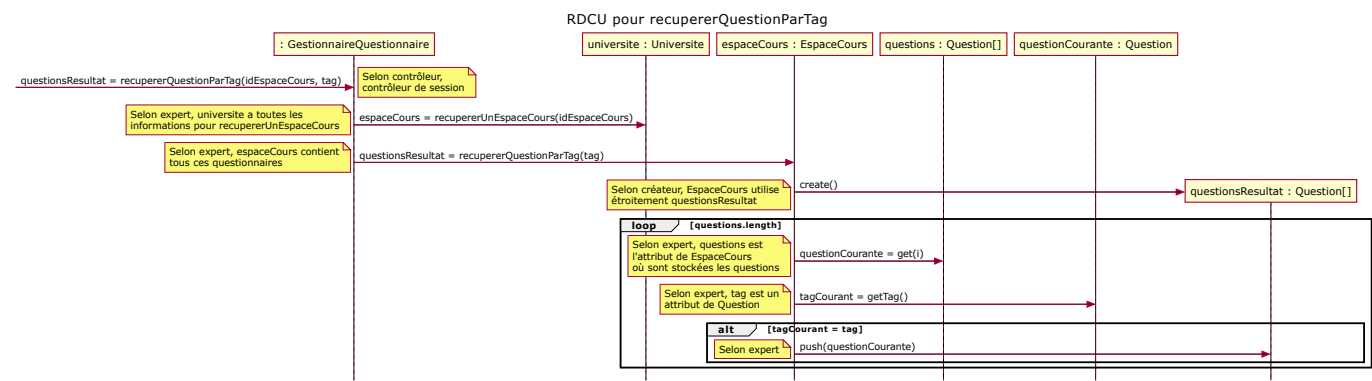 RDCU pour recupererQuestionParTag
: GestionnaireQuestionnaire
universite : Universite
espaceCours : EspaceCours
questions : Question[]
questionCourante : Question
questionsResultat = recupererQuestionParTag(idEspaceCours, tag)
Selon contrôleur,
contrôleur de session
Selon expert, universite a toutes les
informations pour recupererUnEspaceCours
espaceCours = recupererUnEspaceCours(idEspaceCours)
Selon expert, espaceCours contient
tous ces questionnaires
questionsResultat = recupererQuestionParTag(tag)
Selon créateur, EspaceCours utilise
étroitement questionsResultat
create()
questionsResultat : Question[]
loop
[questions.length]
Selon expert, questions est
l'attribut de EspaceCours
où sont stockées les questions
questionCourante = get(i)
Selon expert, tag est un
attribut de Question
tagCourant = getTag()
alt
[tagCourant = tag]
Selon expert
push(questionCourante)